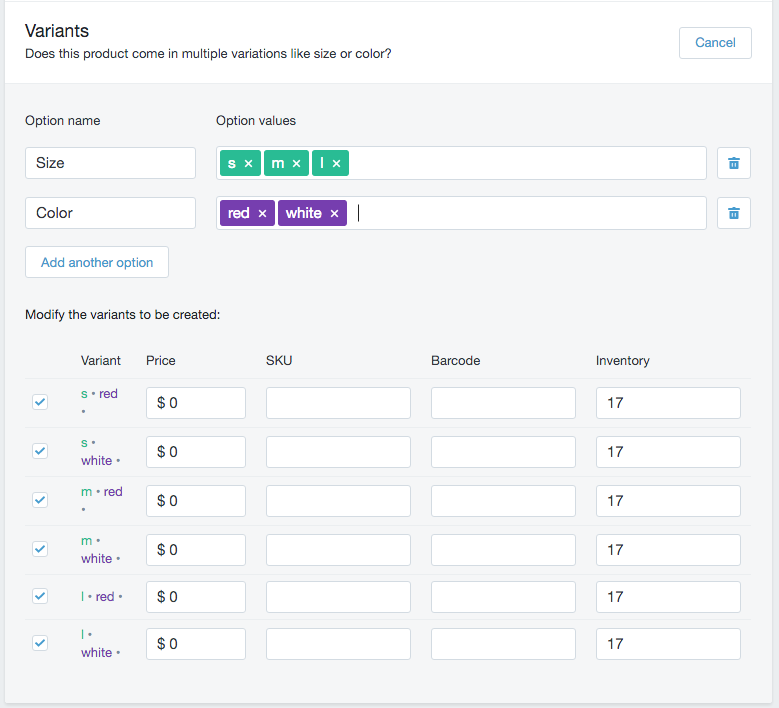 Variants
Does this product come in multiple variations like size or color?
Cancel
Option name Option values
Size s × m × l ×
Color red × white ×
Add another option
Modify the variants to be created:
Variant Price SKU Barcode Inventory
s • red
•
$ 0 17
s •
white •
$ 0 17
m • red
•
$ 0 17
m •
white •
$ 0 17
l • red • $ 0 17
l •
white •
$ 0 17